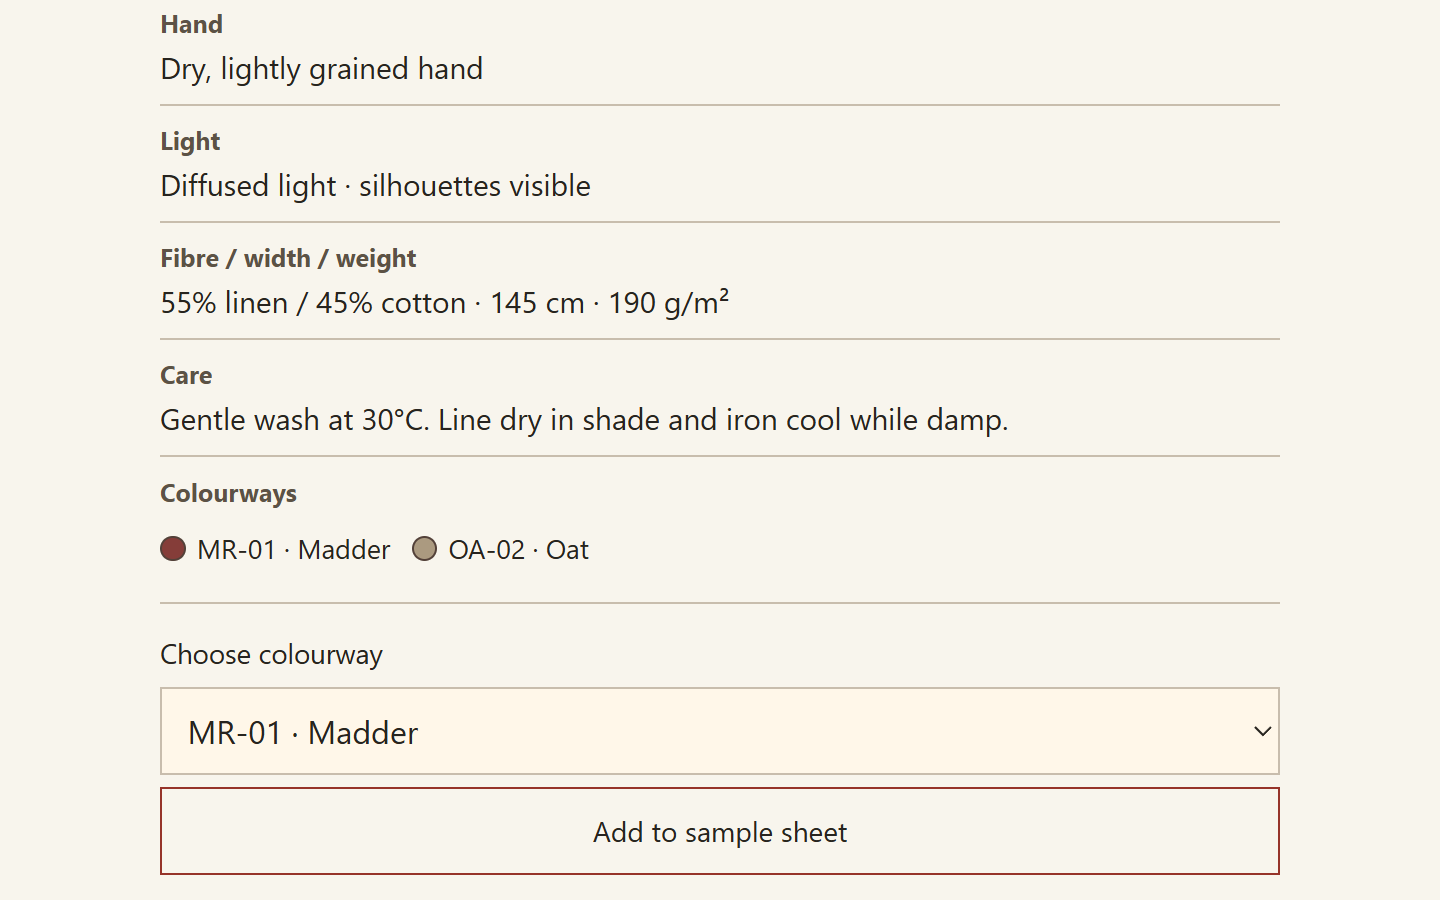 Hand
Dry, lightly grained hand
Light
Diffused light · silhouettes visible
Fibre / width / weight
55% linen / 45% cotton · 145 cm · 190 g/m²
Care
Gentle wash at 30°C. Line dry in shade and iron cool while damp.
Colourways
MR-01 · Madder OA-02 · Oat
Choose colourway
MR-01 · Madder
Add to sample sheet